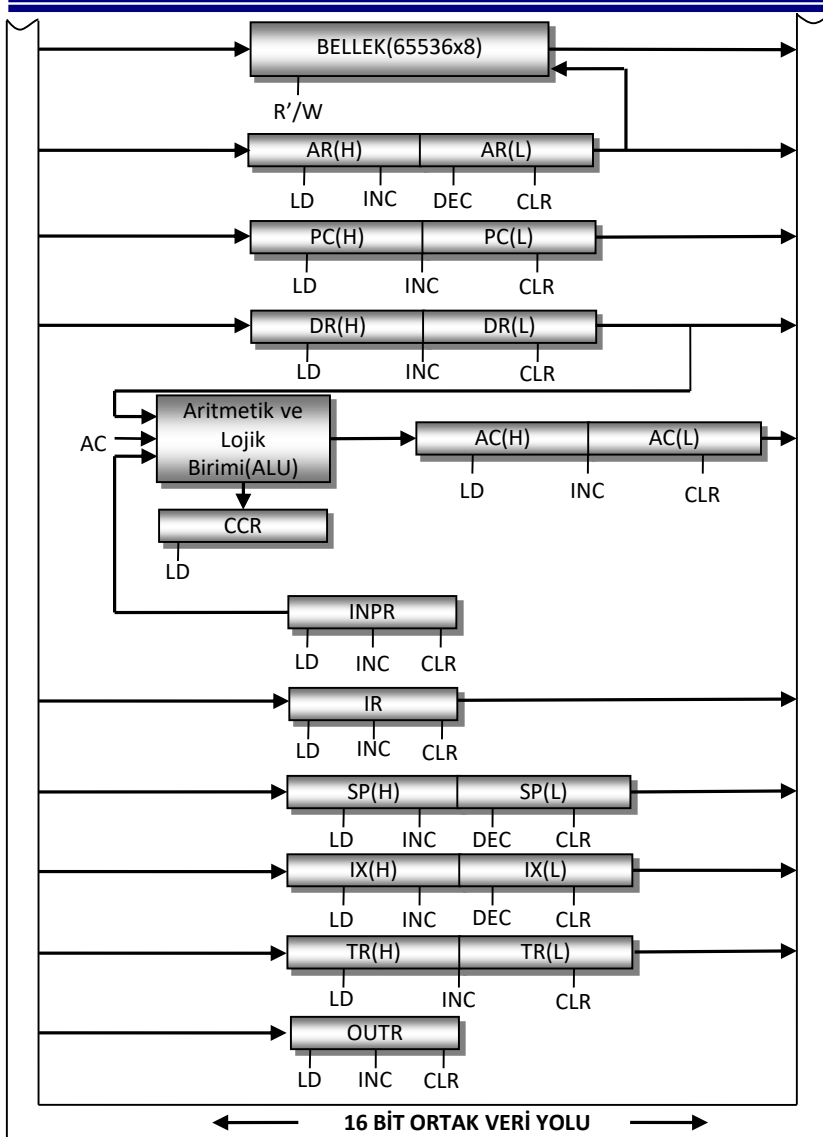 BELLEK(65536x8)
R'/W
AR(H) AR(L)
LD INC DEC CLR
PC(H) PC(L)
LD INC CLR
DR(H) DR(L)
LD INC CLR
Aritmetik ve
Lojik
Birimi(ALU)
AC
AC(H) AC(L)
LD INC CLR
CCR
LD
INPR
LD INC CLR
IR
LD INC CLR
SP(H) SP(L)
LD INC DEC CLR
IX(H) IX(L)
LD INC DEC CLR
TR(H) TR(L)
LD INC CLR
OUTR
LD INC CLR
16 BİT ORTAK VERİ YOLU